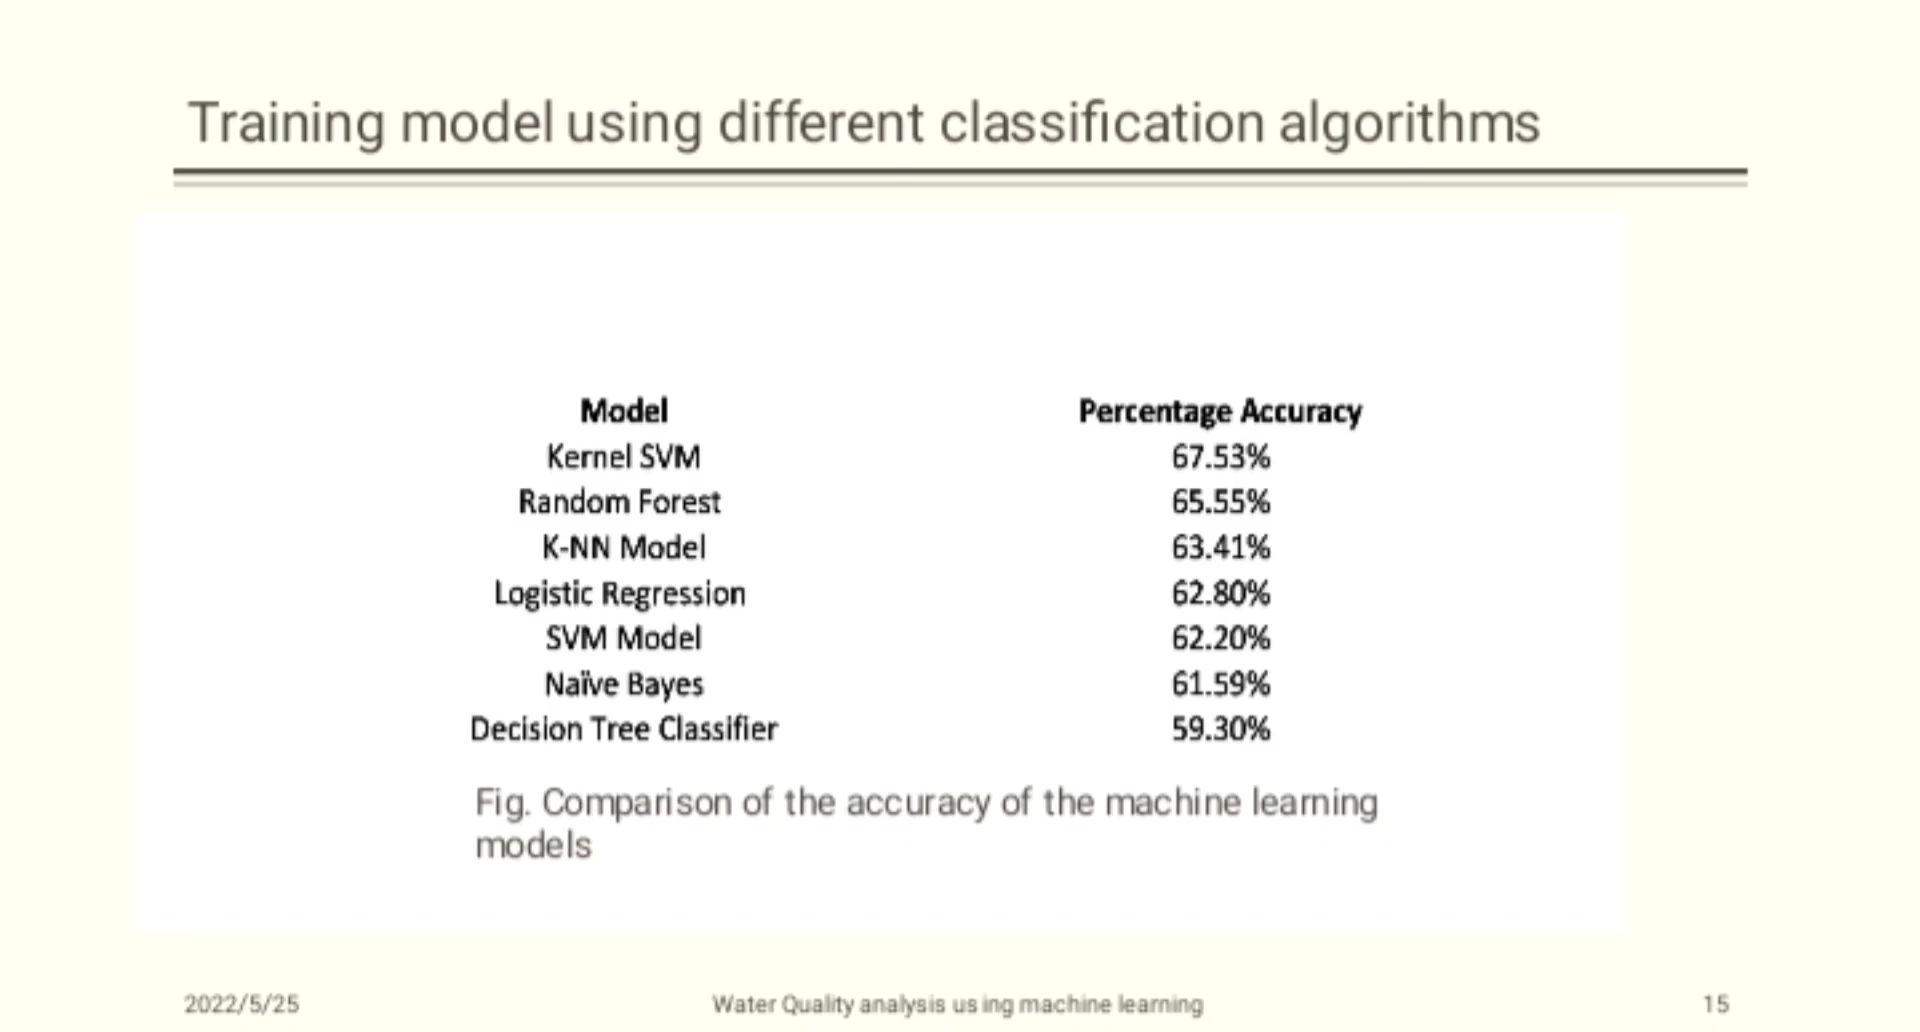 Training model using different classification algorithms
Model Percentage Accuracy
Kernel SVM 67.53%
Random Forest 65.55%
K-NN Model 63.41%
Logistic Regression 62.80%
SVM Model 62.20%
Naïve Bayes 61.59%
Decision Tree Classifier 59.30%
Fig. Comparison of the accuracy of the machine learning
models
2022/5/25 Water Quality analysis using machine learning 15